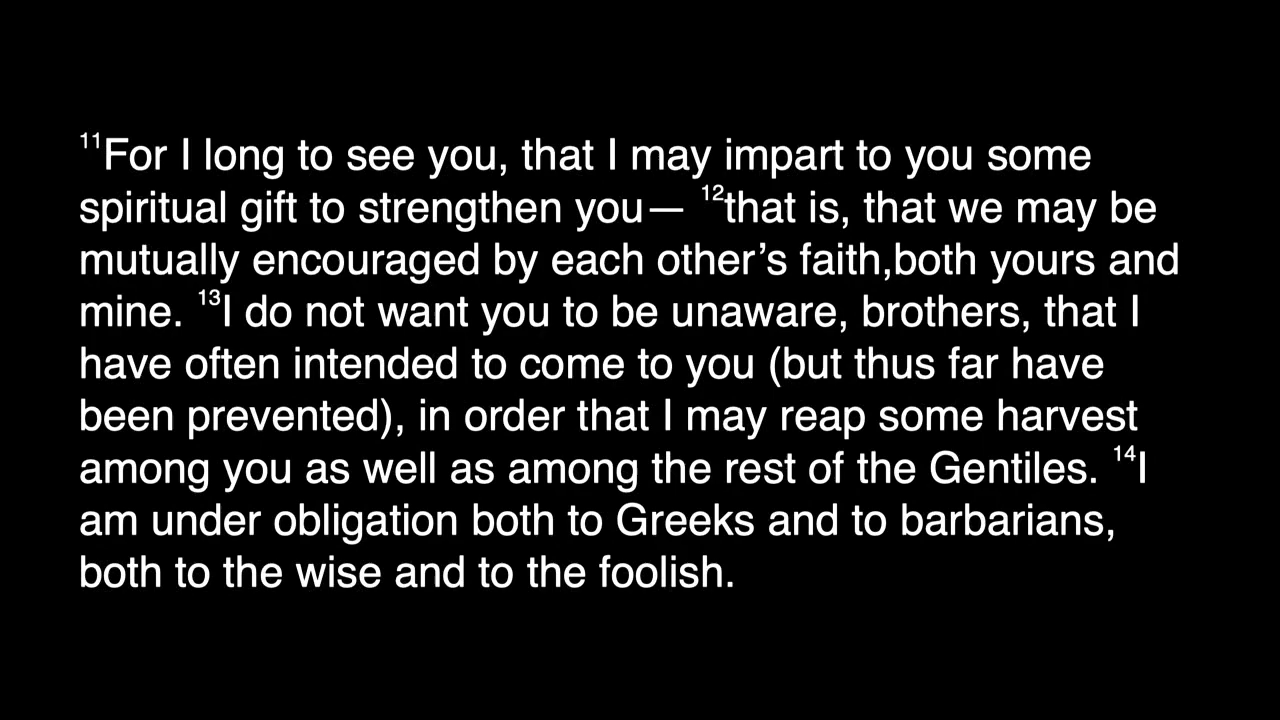 ¹¹For I long to see you, that I may impart to you some
spiritual gift to strengthen you— ¹²that is, that we may be
mutually encouraged by each other’s faith,both yours and
mine. ¹³I do not want you to be unaware, brothers, that I
have often intended to come to you (but thus far have
been prevented), in order that I may reap some harvest
among you as well as among the rest of the Gentiles. ¹⁴I
am under obligation both to Greeks and to barbarians,
both to the wise and to the foolish.